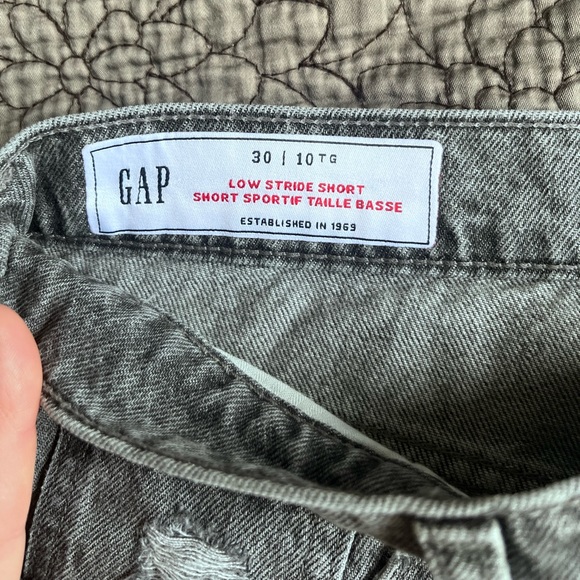 30 | 10 TG
GAP
LOW STRIDE SHORT
SHORT SPORTIF TAILLE BASSE
ESTABLISHED IN 1969